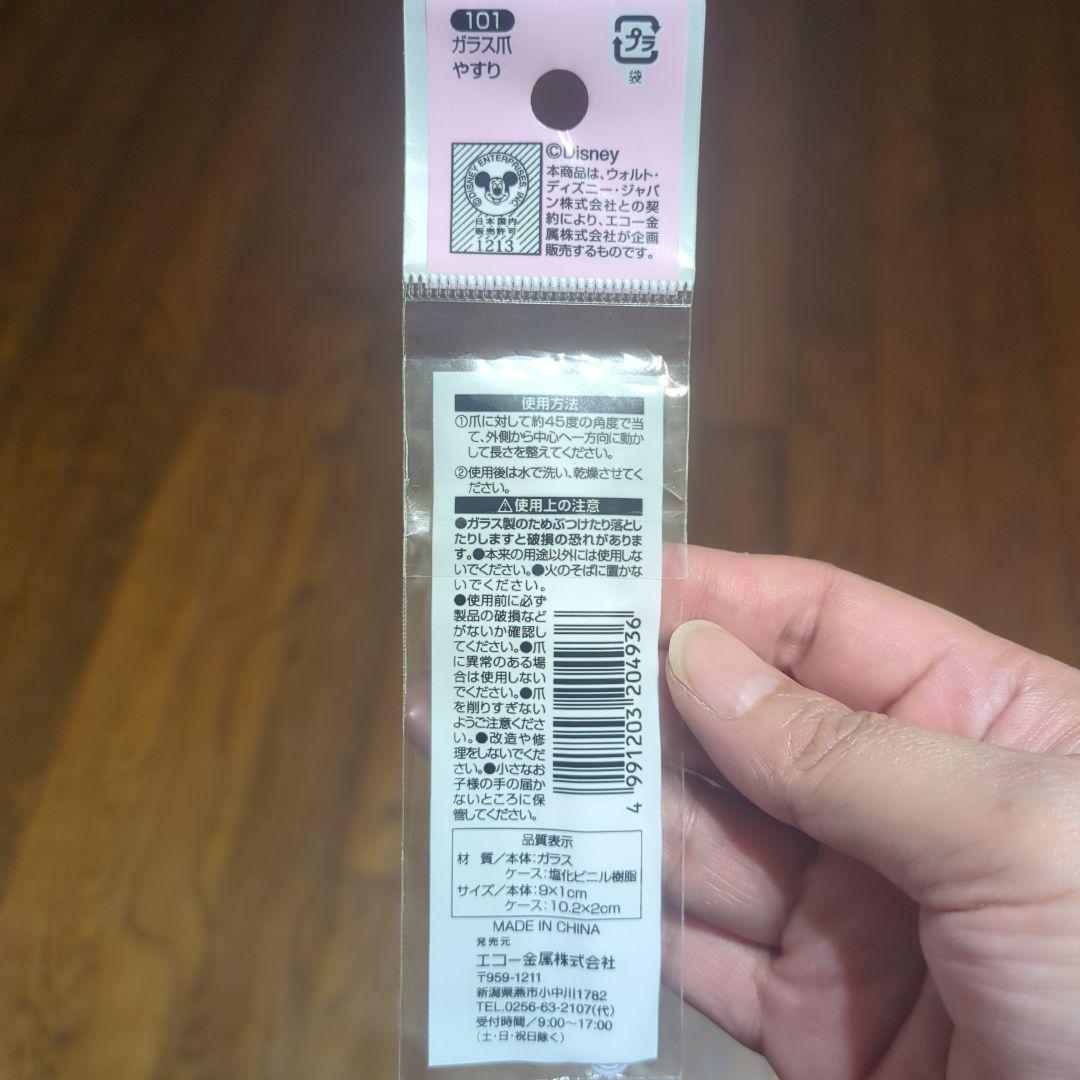 101
ガラス爪
やすり
プラ
袋
©DISNEY ENTERPRISES, INC.
日本国内
販売許可
1213
©Disney
本商品は、ウォルト・
ディズニー・ジャパ
ン株式会社との契
約により、エコー金
属株式会社が企画
販売するものです。
使用方法
①爪に対して約45度の角度で当
て、外側から中心へ一方向に動か
して長さを整えてください。
②使用後は水で洗い、乾燥させてく
ださい。
⚠使用上の注意
●ガラス製のためぶつけたり落とし
たりしますと破損の恐れがありま
す。●本来の用途以外には使用しな
いでください。●火のそばに置かな
いでください。
●使用前に必ず
製品の破損など
がないか確認し
てください。●爪
に異常のある場
合は使用しない
でください。●爪
を削りすぎない
ようご注意くださ
い。●改造や修
理をしないでくだ
さい。●小さなお
子様の手の届か
ないところに保
管してください。
4 991203 204936
品質表示
材 質／本体：ガラス
ケース：塩化ビニル樹脂
サイズ／本体：9×1cm
ケース：10.2×2cm
MADE IN CHINA
発売元
エコー金属株式会社
〒959-1211
新潟県燕市小中川1782
TEL.0256-63-2107(代)
受付時間／9:00～17:00
(土・日・祝日除く)